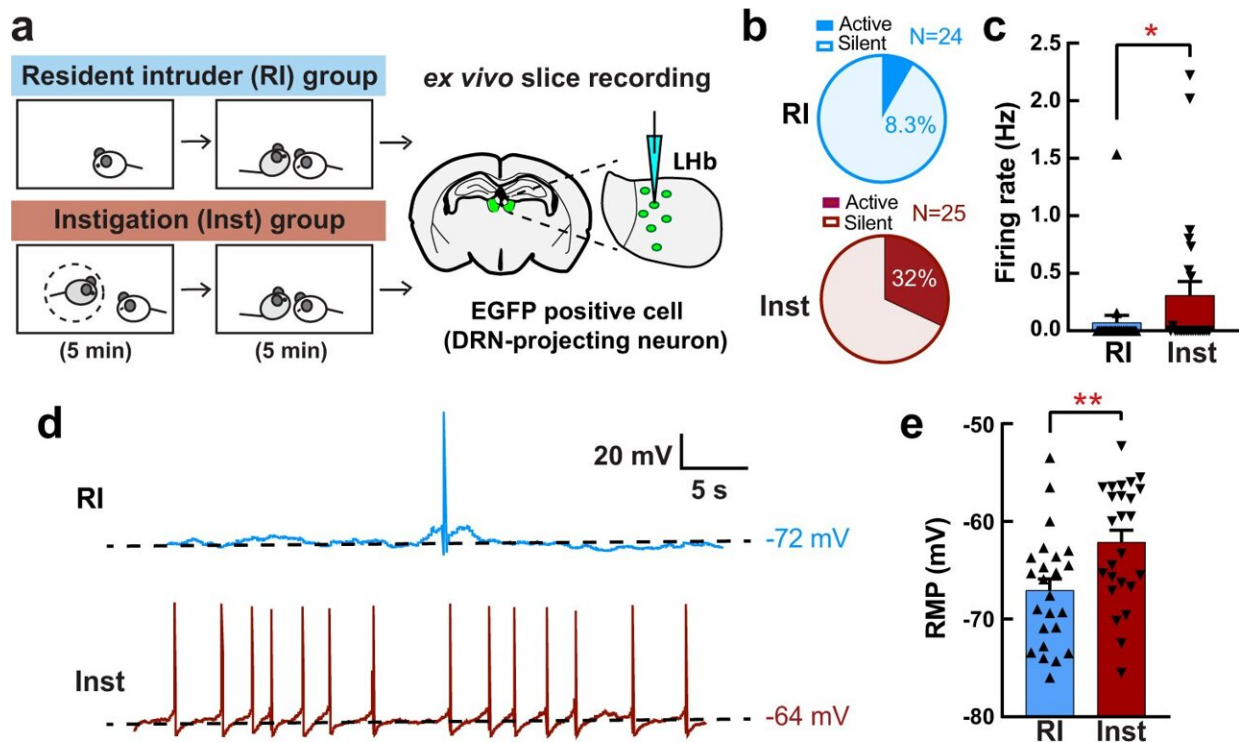 a
Resident intruder (RI) group
Instigation (Inst) group
(5 min)
(5 min)
ex vivo slice recording
LHb
EGFP positive cell
(DRN-projecting neuron)
b
Active
Silent
N=24
RI
8.3%
Active
Silent
N=25
Inst
32%
c
*
Firing rate (Hz)
2.5
2.0
1.5
1.0
0.5
0.0
RI
Inst
d
20 mV
5 s
RI
-72 mV
Inst
-64 mV
e
**
RMP (mV)
-50
-60
-70
-80
RI
Inst